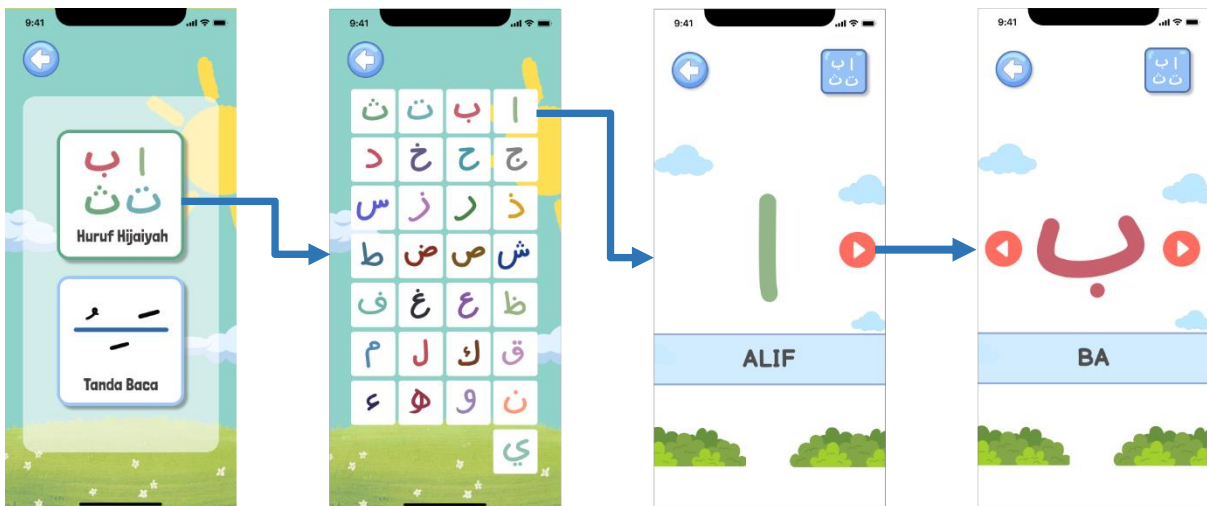 9:41
ا ب
ت ث
Huruf Hijaiyah
Tanda Baca
9:41
ا ب ت ث
ج ح خ د
ذ ر ز س
ش ص ض ط
ظ ع غ ف
ق ك ل م
ن و ه ء
ي
9:41
ا ب
ت ث
ا
ALIF
9:41
ا ب
ت ث
ب
BA